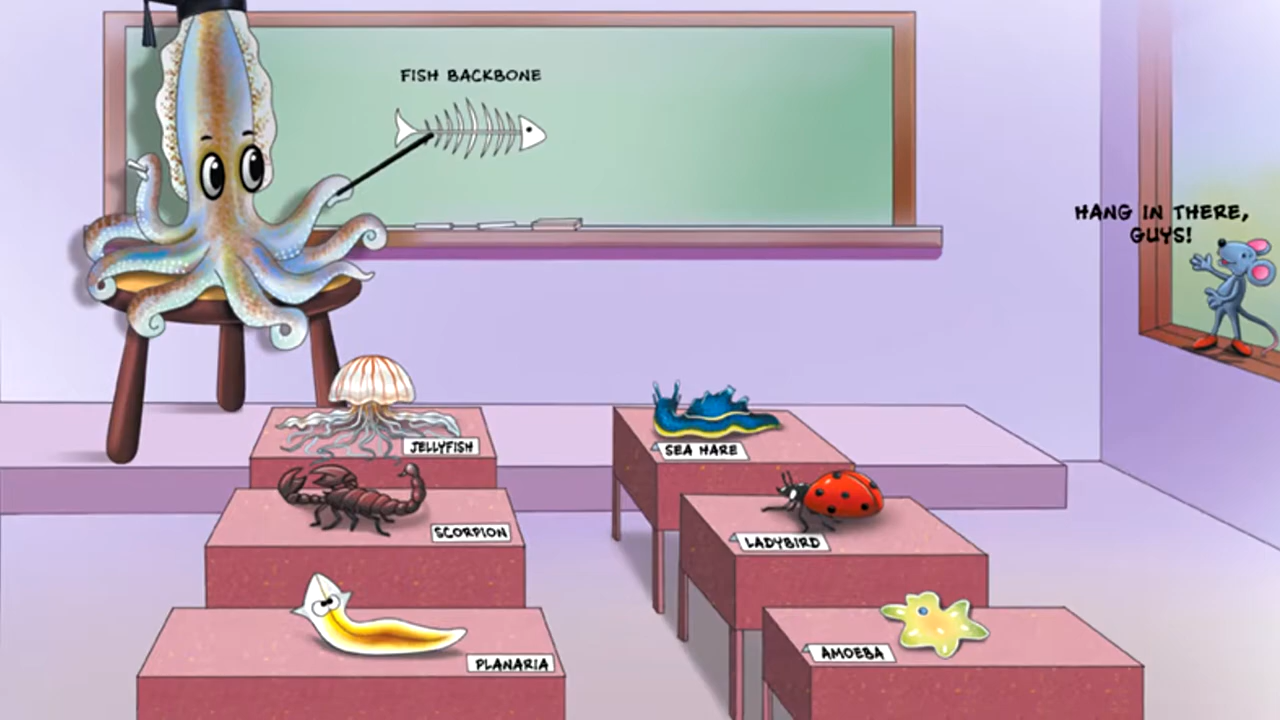 FISH BACKBONE
HANG IN THERE,
GUYS!
JELLYFISH
SEA HARE
SCORPION
LADYBIRD
PLANARIA
AMOEBA